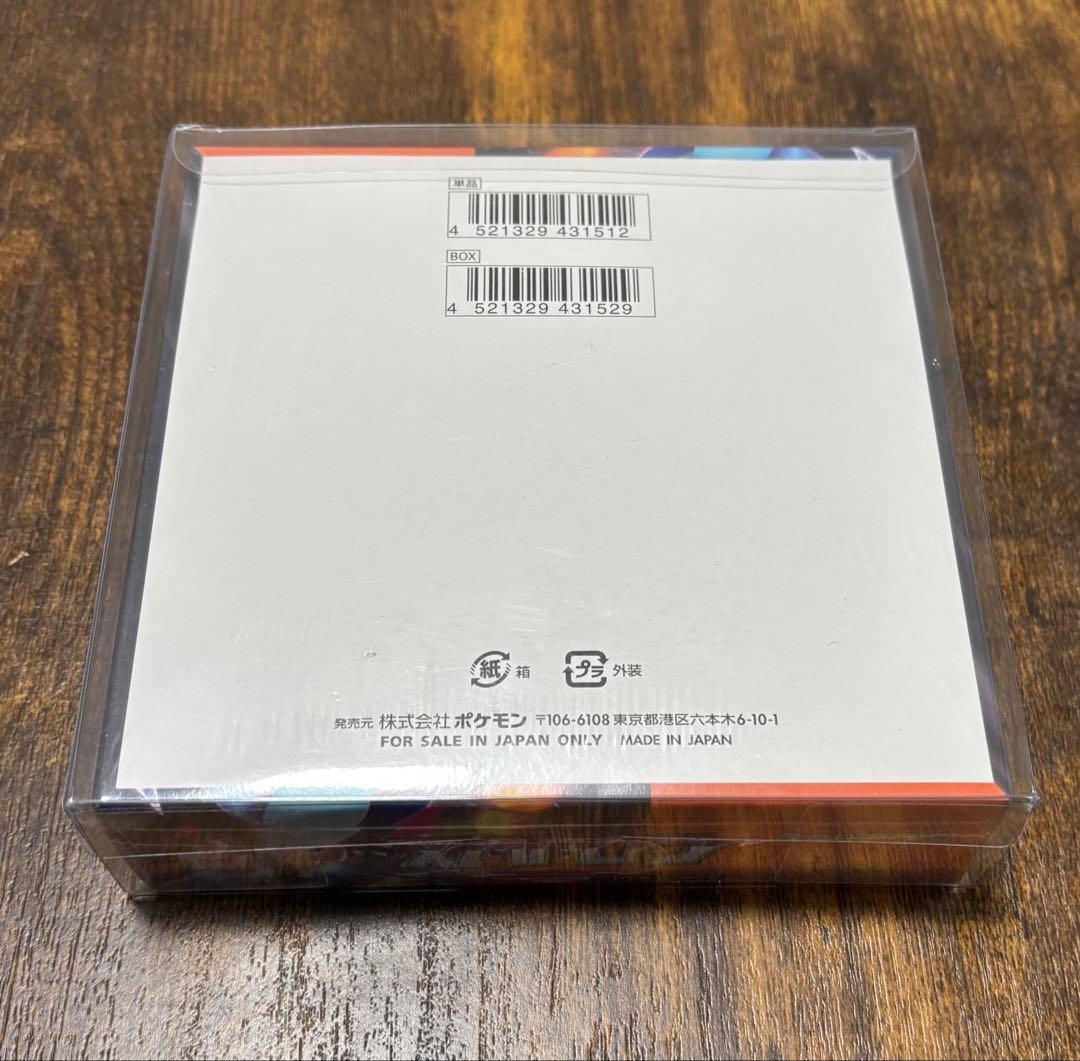 単品
4 521329 431512
BOX
4 521329 431529
紙 箱 プラ 外装
発売元 株式会社 ポケモン 〒106-6108 東京都港区六本木6-10-1
FOR SALE IN JAPAN ONLY MADE IN JAPAN